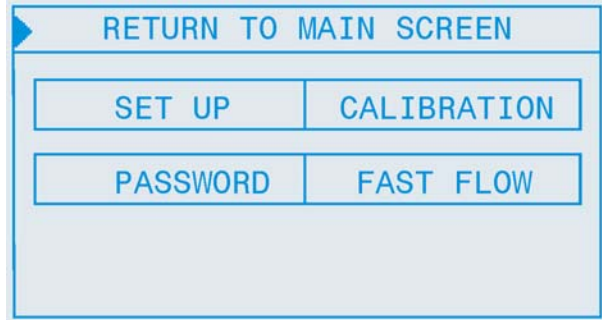 RETURN TO MAIN SCREEN
SET UP CALIBRATION
PASSWORD FAST FLOW